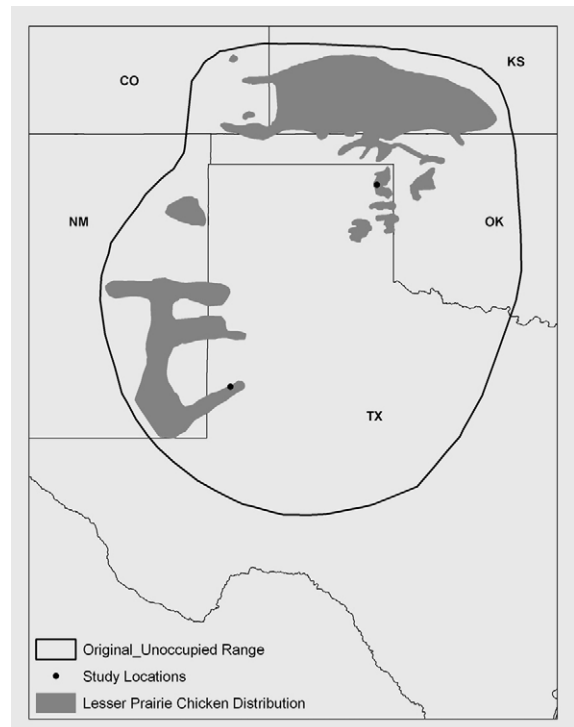 KS
CO
NM
OK
TX
Original_Unoccupied Range
Study Locations
Lesser Prairie Chicken Distribution